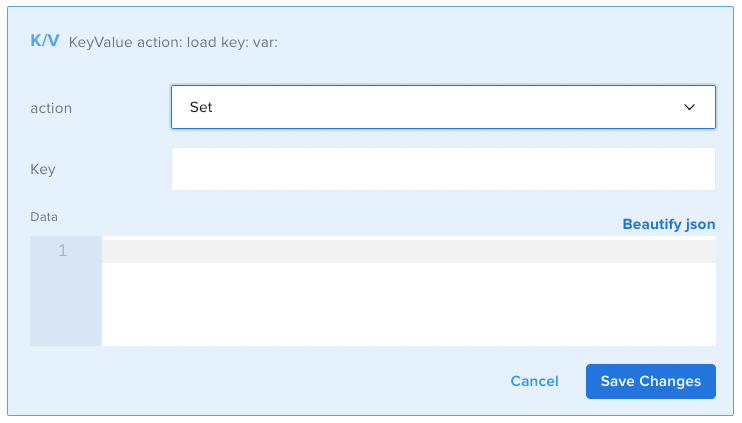 K/V KeyValue action: load key: var:
action
Set
Key
Data
Beautify json
1
Cancel
Save Changes